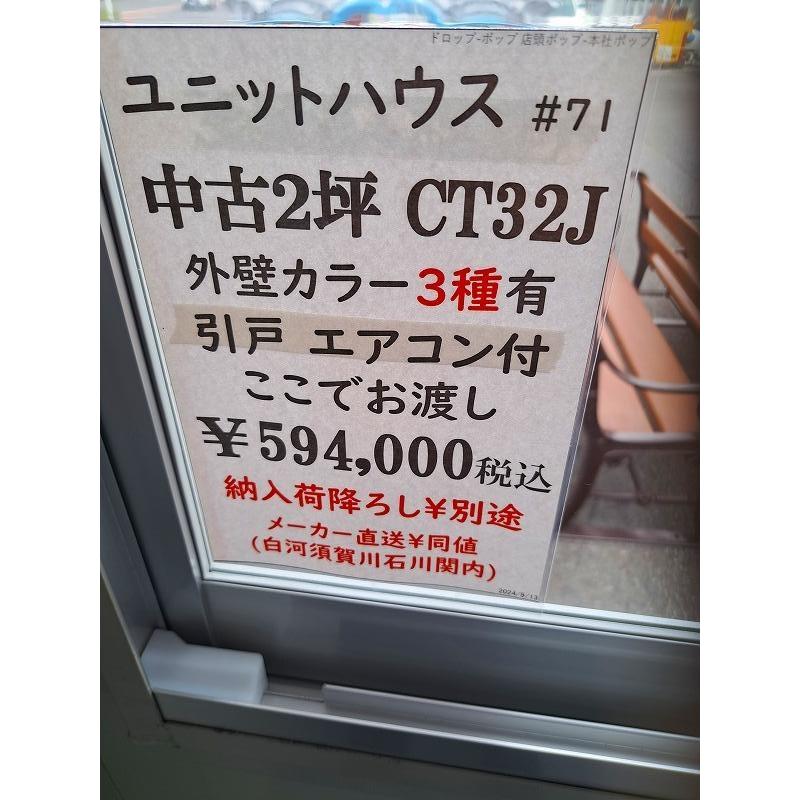 ドロップ-ポップ 店頭ポップ-本社ポップ
ユニットハウス #71
中古2坪 CT32J
外壁カラー3種有
引戸 エアコン付
ここでお渡し
¥594,000税込
納入荷降ろし¥別途
メーカー直送¥同値
(白河須賀川石川関内)
2024/9/13